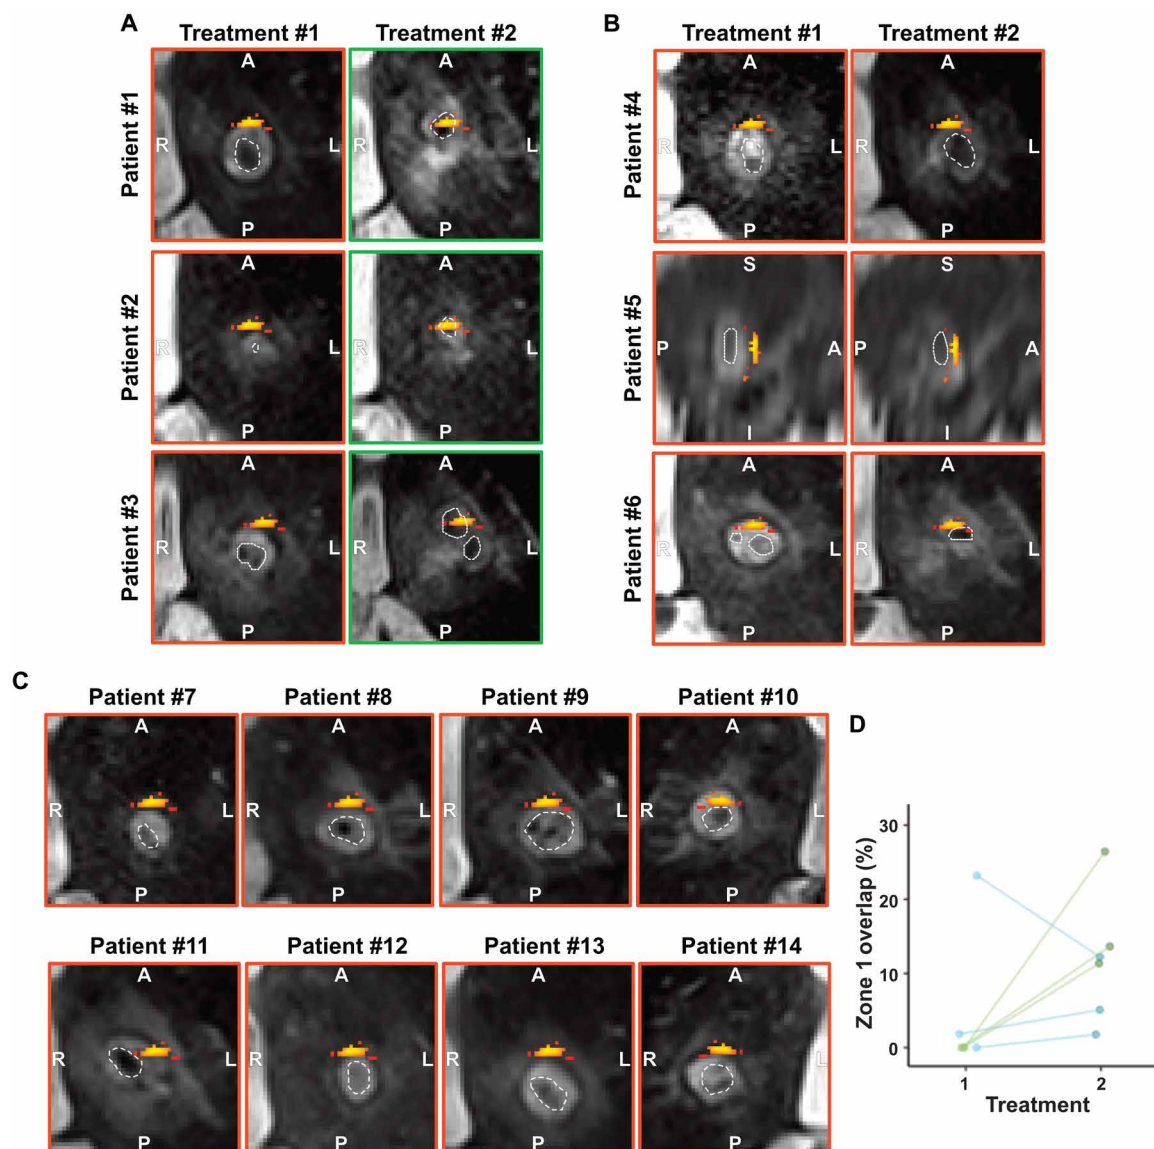 A
Treatment #1 Treatment #2
Patient #1
A A
R L
P P
Patient #2
A A
R L
P P
Patient #3
A A
R L
P P
B
Treatment #1 Treatment #2
Patient #4
A A
R L
P P
Patient #5
S S
P A P A
I I
Patient #6
A A
R L
P P
C
Patient #7 Patient #8 Patient #9 Patient #10
A A A A
R L R L R L R L
P P P P
Patient #11 Patient #12 Patient #13 Patient #14
A A A A
R L R L R L R L
P P P P
D
Zone 1 overlap (%)
30
20
10
0
1 2
Treatment